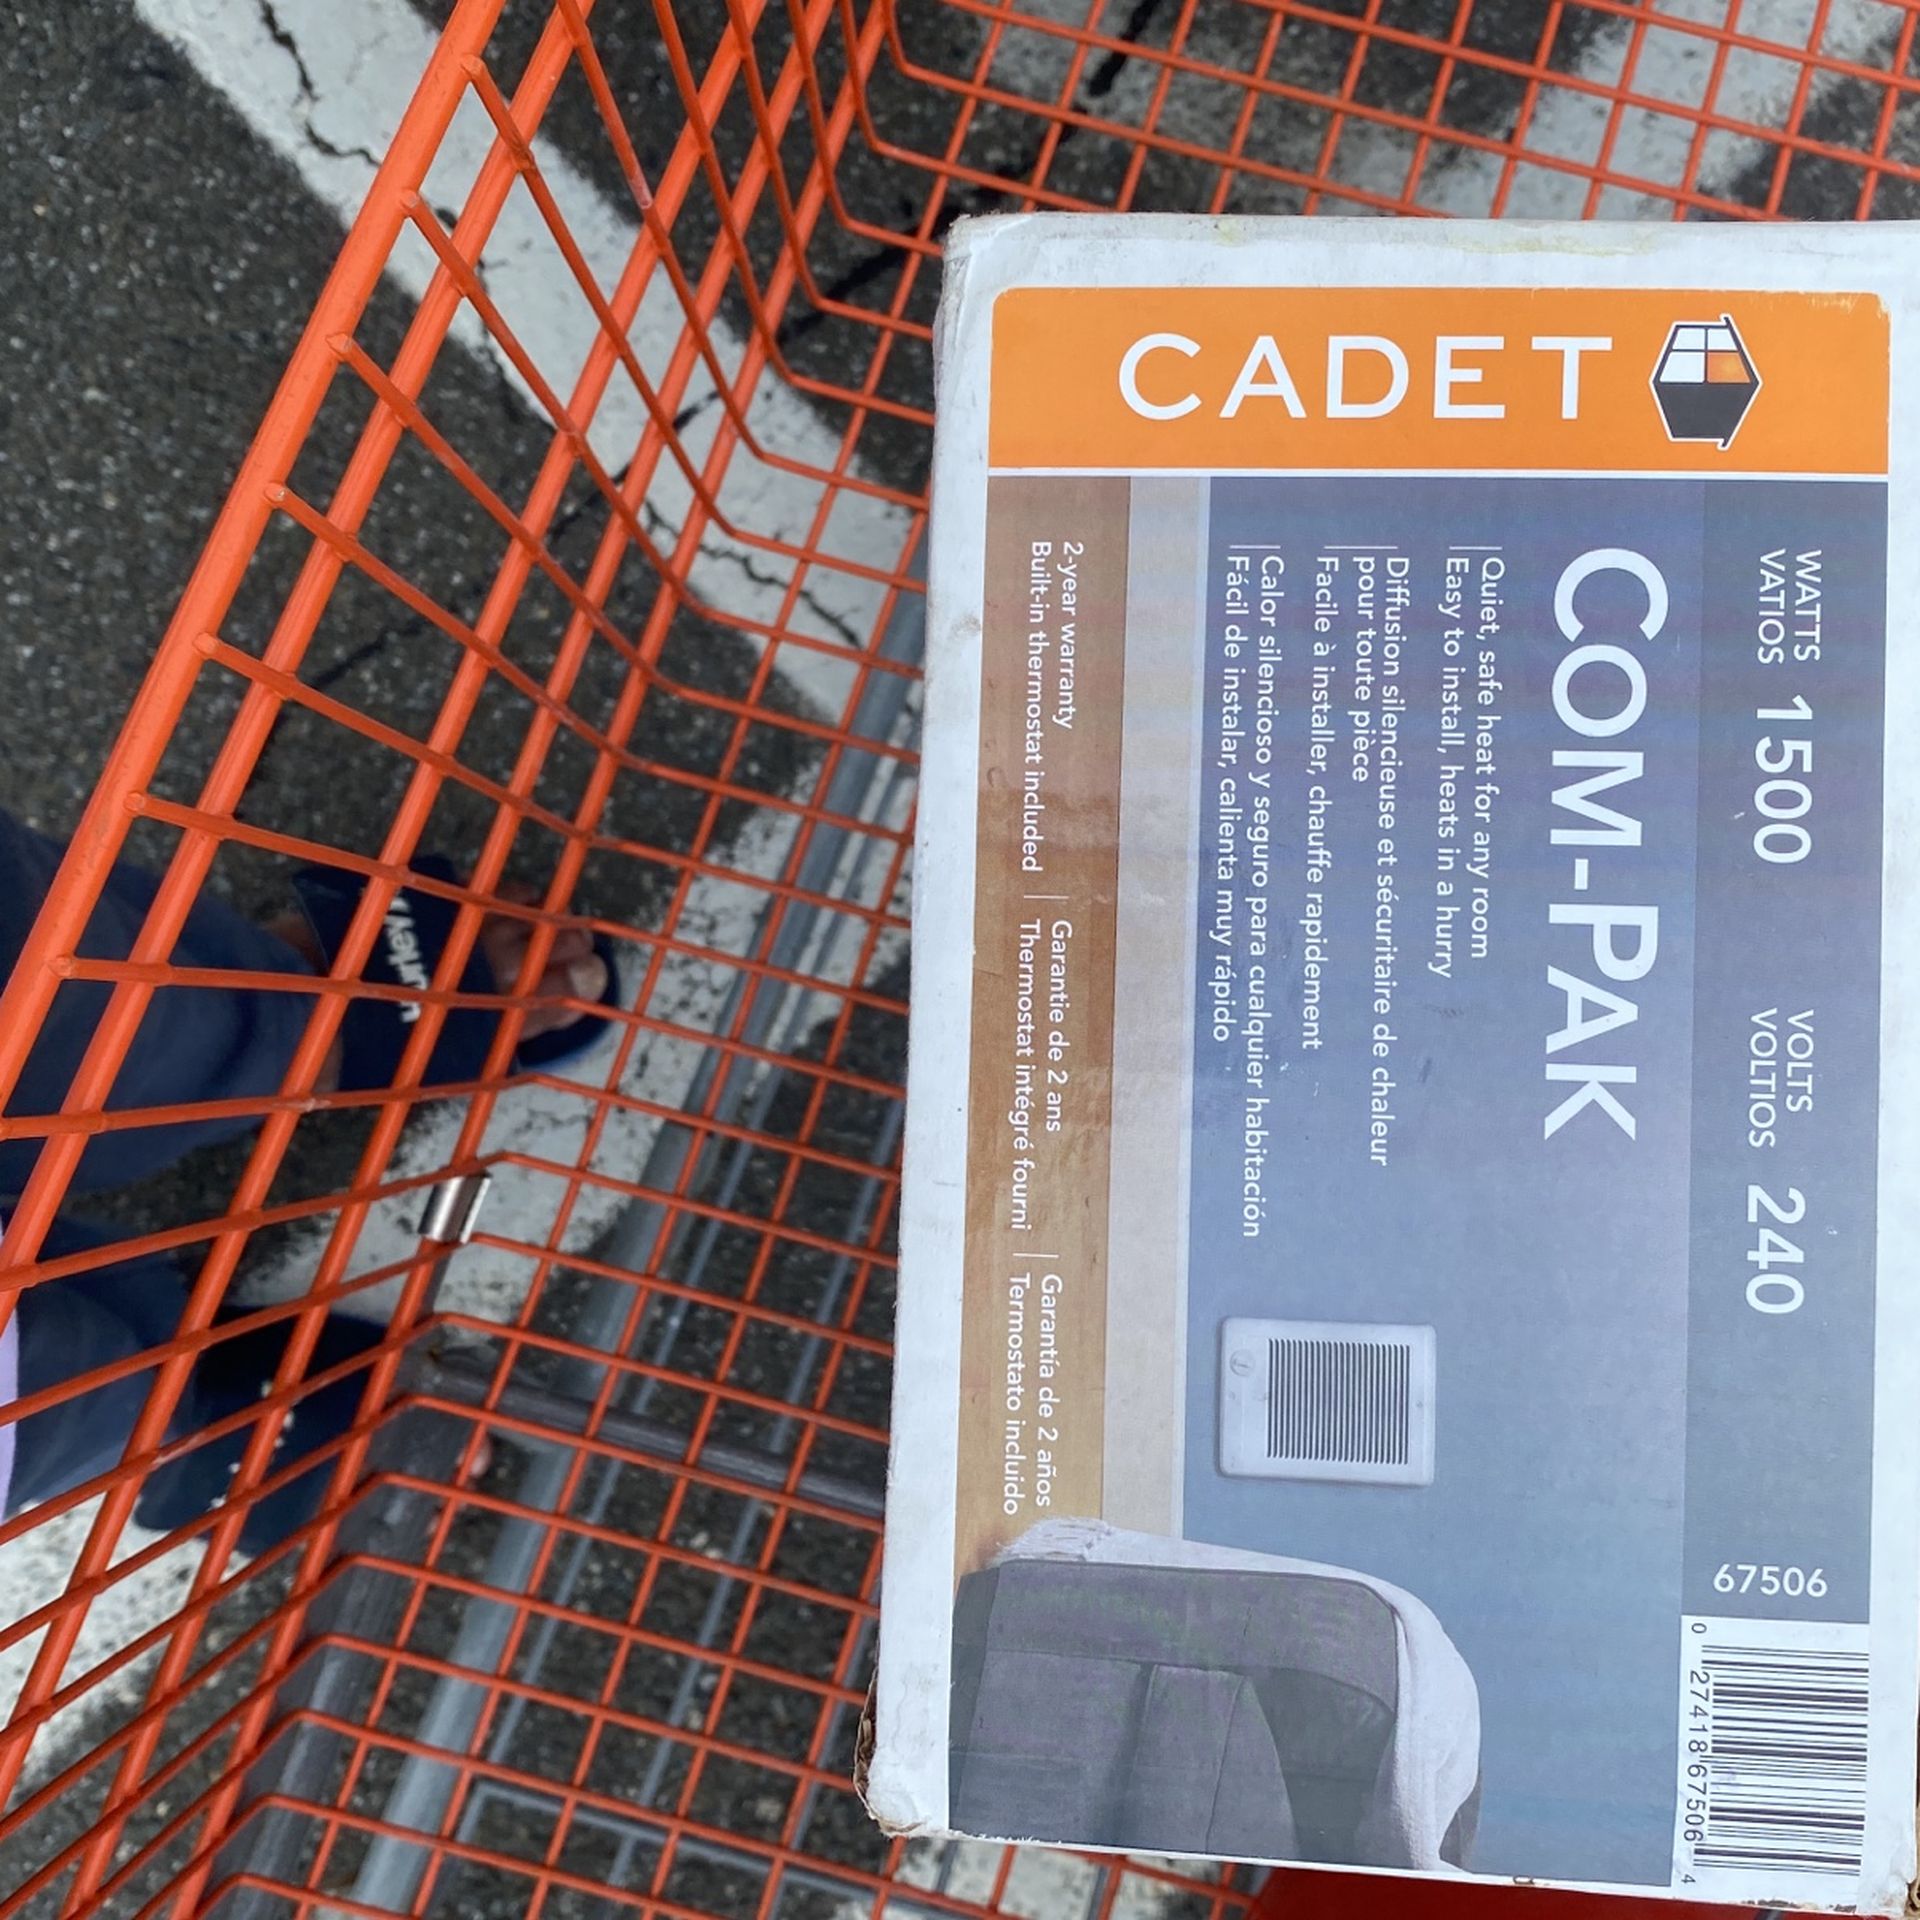 CADET
WATTS 1500
VATIOS
VOLTS 240
VOLTIOS
67506
COM-PAK
Quiet, safe heat for any room
Easy to install, heats in a hurry
Diffusion silencieuse et sécuritaire de chaleur
pour toute pièce
Facile à installer, chauffe rapidement
Calor silencioso y seguro para cualquier habitación
Fácil de instalar, calienta muy rápido
2-year warranty
Built-in thermostat included
Garantie de 2 ans
Thermostat intégré fourni
Garantía de 2 años
Termostato incluido
0 27418 67506 4